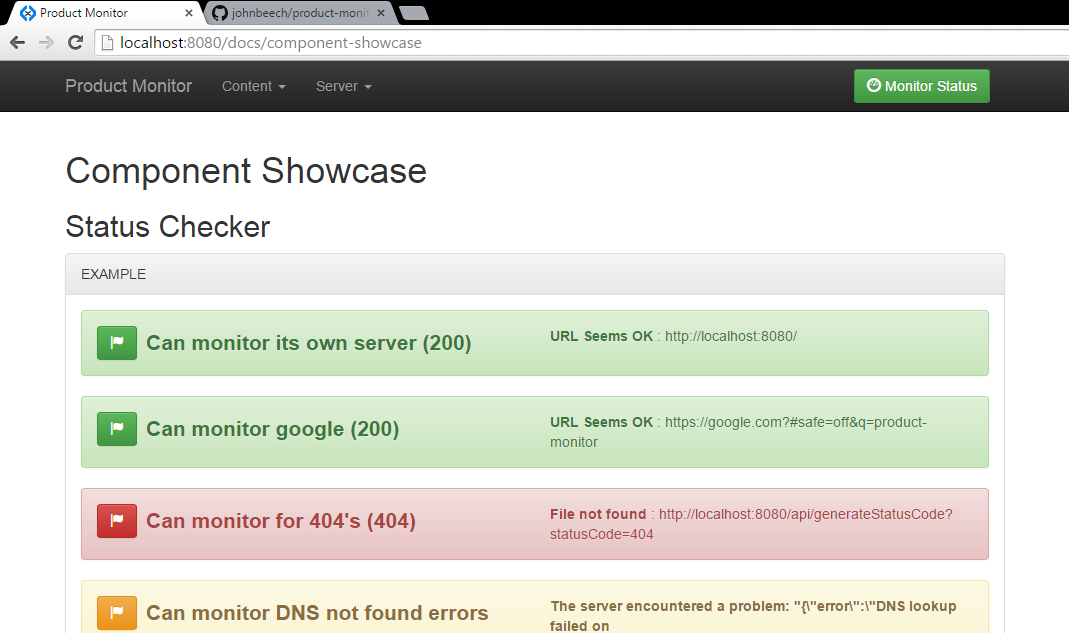 Product Monitor
johnbeech/product-monit
localhost:8080/docs/component-showcase
Product Monitor Content Server Monitor Status
Component Showcase
Status Checker
EXAMPLE
Can monitor its own server (200)
URL Seems OK : http://localhost:8080/
Can monitor google (200)
URL Seems OK : https://google.com?#safe=off&q=product-
monitor
Can monitor for 404's (404)
File not found : http://localhost:8080/api/generateStatusCode?
statusCode=404
Can monitor DNS not found errors
The server encountered a problem: "{\"error\":\"DNS lookup
failed on